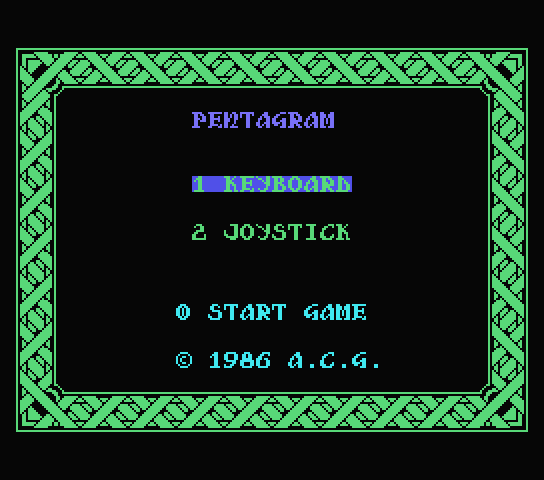 PENTAGRAM
1 KEYBOARD
2 JOYSTICK
0 START GAME
© 1986 A.C.G.